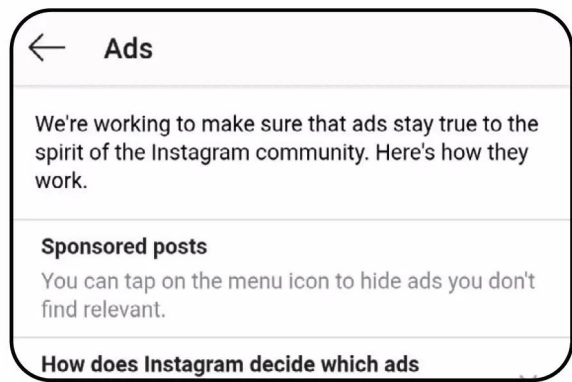 Ads
We're working to make sure that ads stay true to the
spirit of the Instagram community. Here's how they
work.
Sponsored posts
You can tap on the menu icon to hide ads you don't
find relevant.
How does Instagram decide which ads